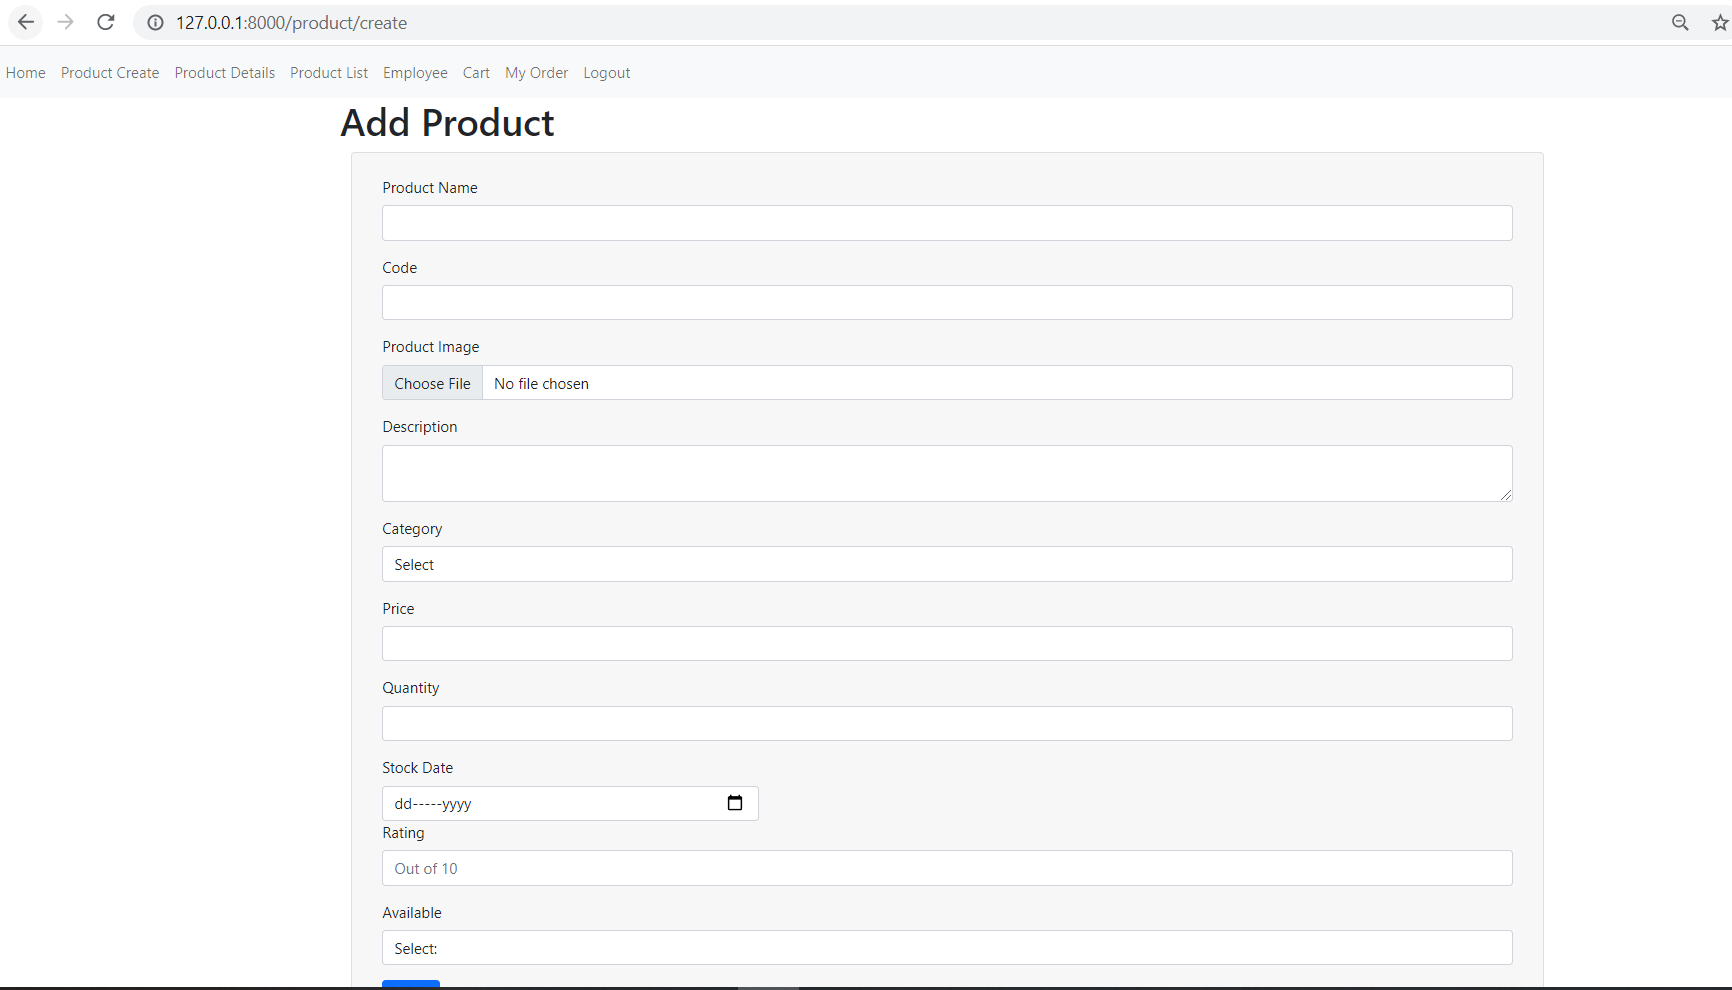 127.0.0.1:8000/product/create
Home Product Create Product Details Product List Employee Cart My Order Logout
Add Product
Product Name
Code
Product Image
Choose File No file chosen
Description
Category
Select
Price
Quantity
Stock Date
dd-----yyyy
Rating
Out of 10
Available
Select: